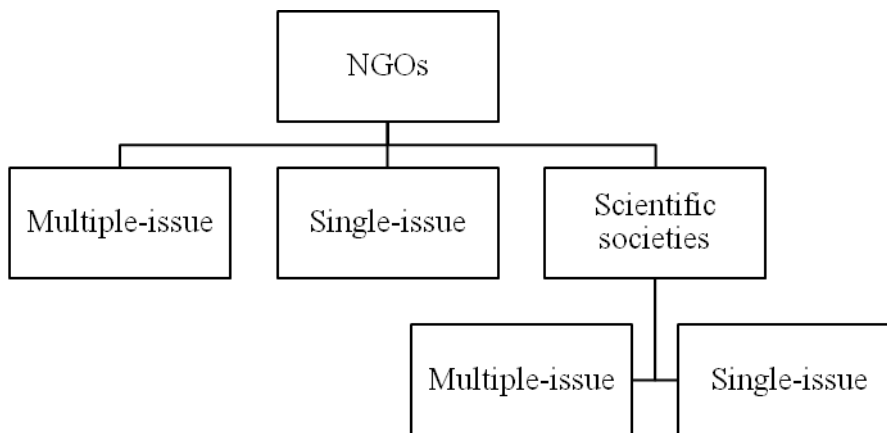 NGOs
Multiple-issue
Single-issue
Scientific
societies
Multiple-issue
Single-issue